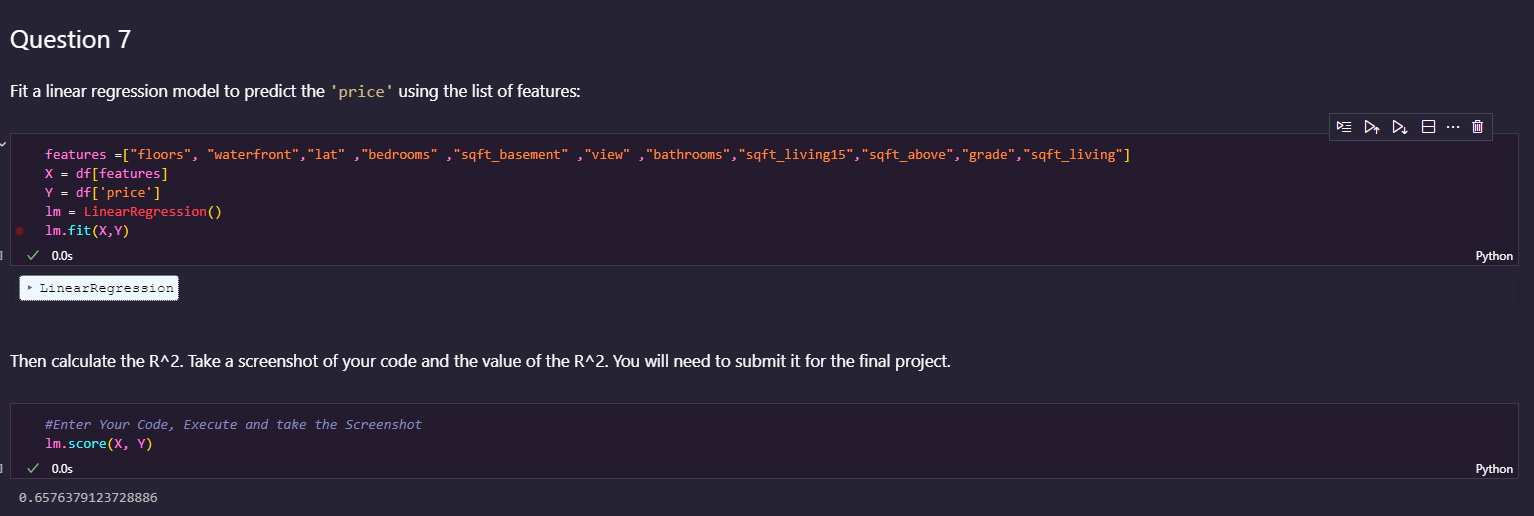 Question 7
Fit a linear regression model to predict the 'price' using the list of features:
features =["floors", "waterfront","lat" ,"bedrooms" ,"sqft_basement" ,"view" ,"bathrooms","sqft_living15","sqft_above","grade","sqft_living"]
X = df[features]
Y = df['price']
lm = LinearRegression()
lm.fit(X,Y)
0.0s
Python
LinearRegression
Then calculate the R^2. Take a screenshot of your code and the value of the R^2. You will need to submit it for the final project.
#Enter Your Code, Execute and take the Screenshot
lm.score(X, Y)
0.0s
Python
0.6576379123728886